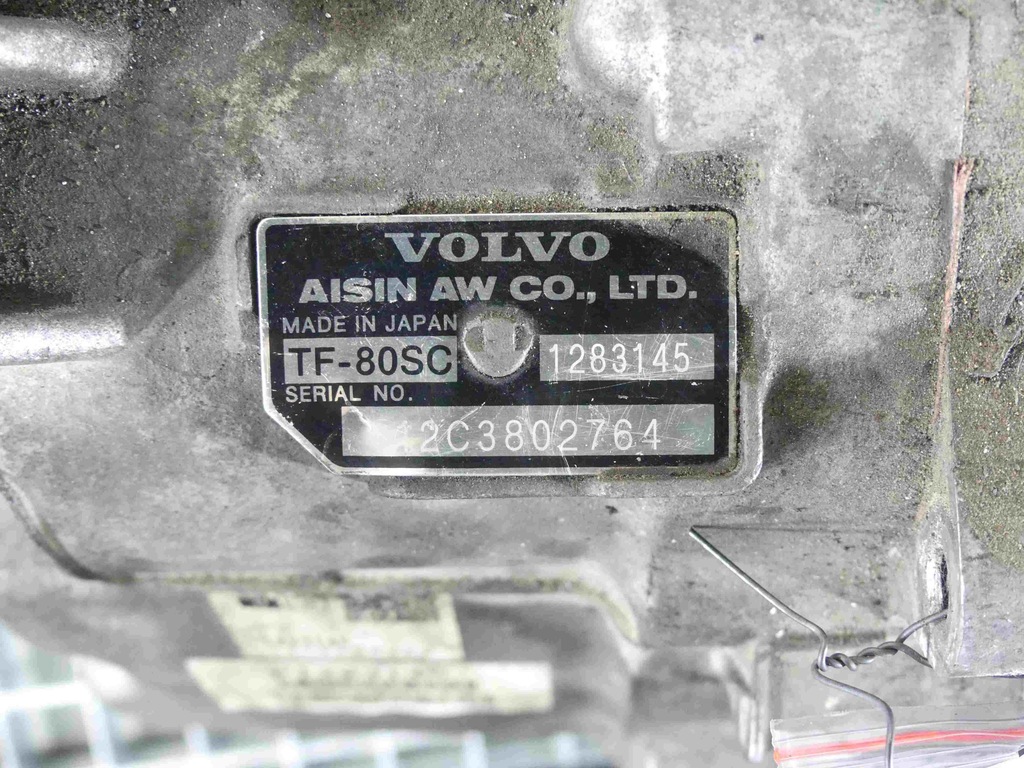 VOLVO
AISIN AW CO., LTD.
MADE IN JAPAN
TF-80SC 1283145
SERIAL NO.
12C3802764